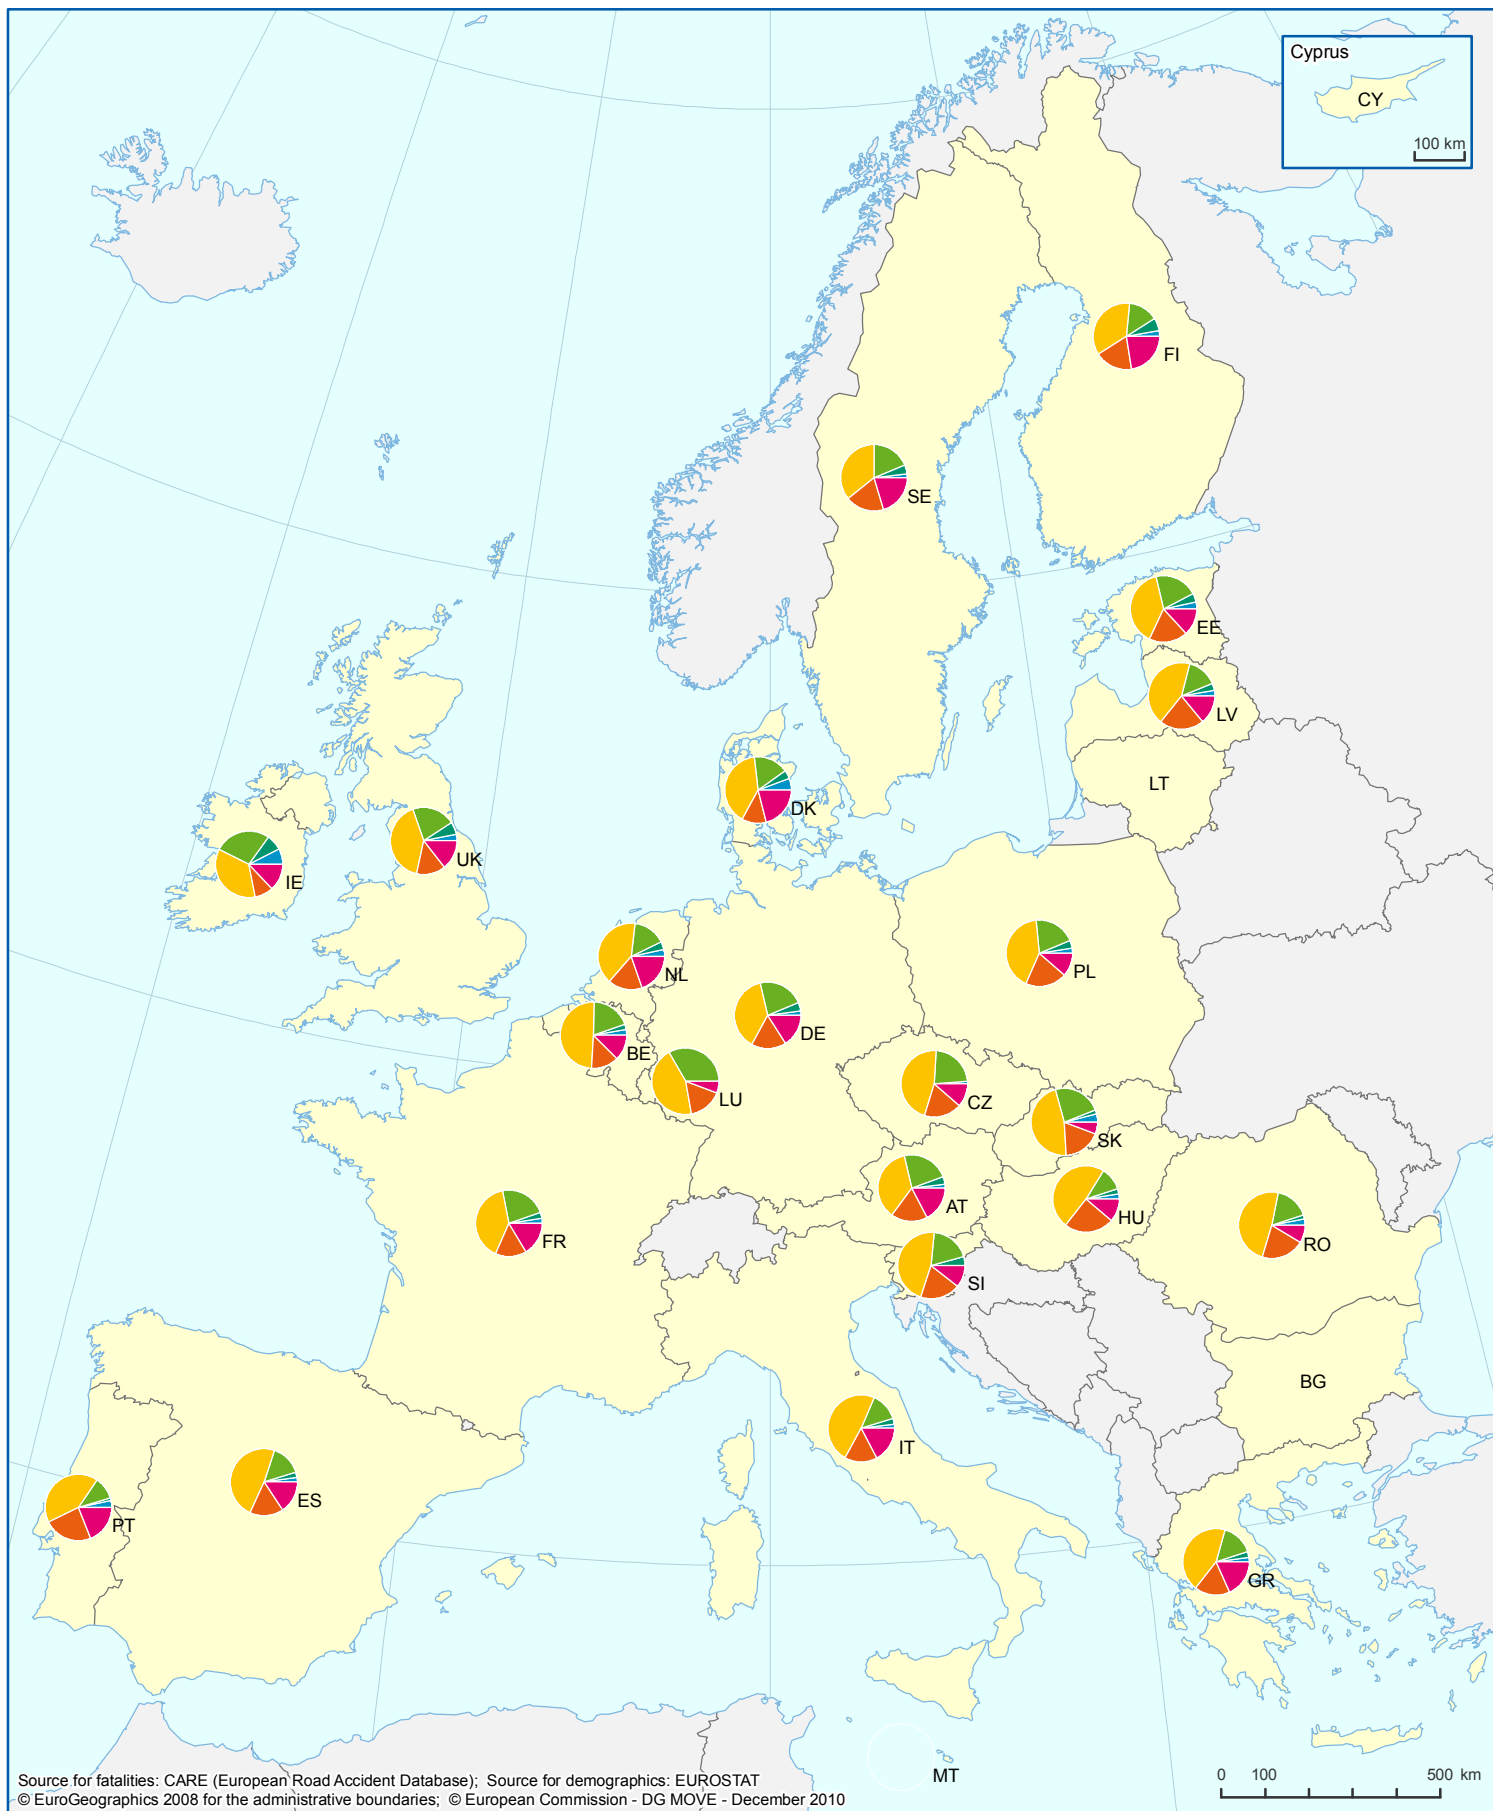 Cyprus
CY
100 km
FI
SE
EE
LV
LT
DK
UK
IE
NL
PL
DE
BE
LU
CZ
SK
AT
HU
FR
RO
SI
BG
IT
ES
PT
GR
MT
Source for fatalities: CARE (European Road Accident Database); Source for demographics: EUROSTAT
© EuroGeographics 2008 for the administrative boundaries; © European Commission - DG MOVE - December 2010
0 100 500 km